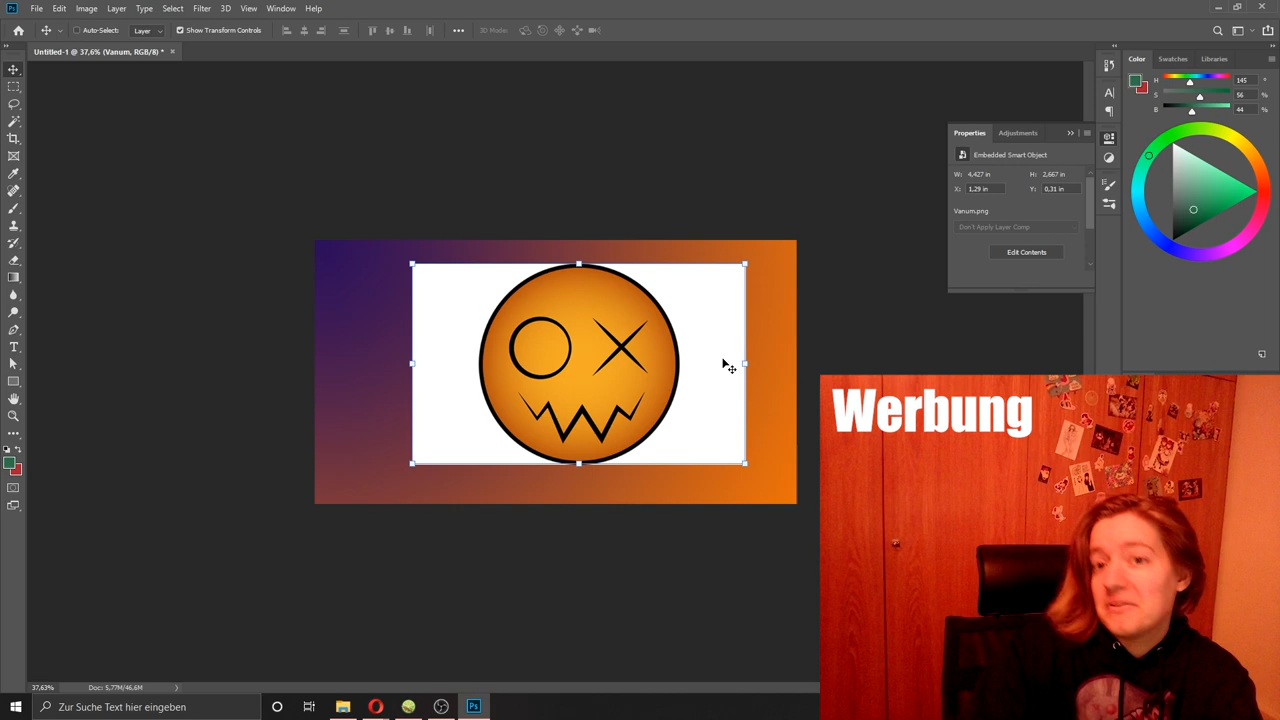 Ps File Edit Image Layer Type Select Filter 3D View Window Help
Auto-Select: Layer Show Transform Controls ••• 3D Mode:
Untitled-1 @ 37,6% (Vanum, RGB/8) * ×
Color Swatches Libraries
H 145 °
S 56 %
B 44 %
Properties Adjustments
Embedded Smart Object
W: 4,427 in H: 2,667 in
X: 1,29 in Y: 0,31 in
Vanum.png
Don't Apply Layer Comp
Edit Contents
Werbung
37,63% Doc: 5,77M/46,6M
Zur Suche Text hier eingeben
Ps